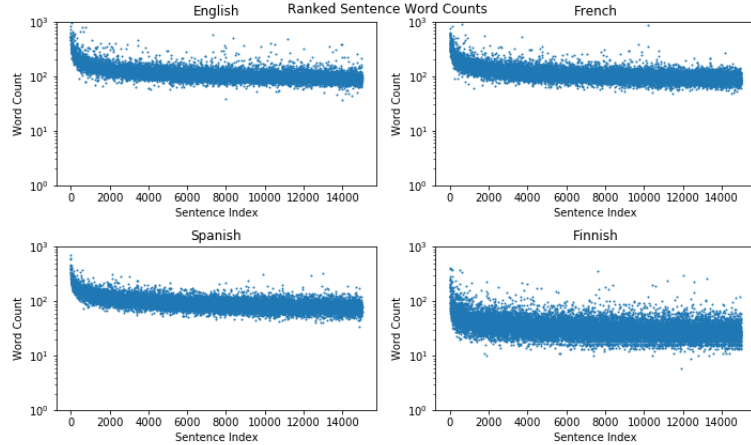 Ranked Sentence Word Counts
English
French
10³
10²
10¹
10⁰
Word Count
0 2000 4000 6000 8000 10000 12000 14000
Sentence Index
10³
10²
10¹
10⁰
Word Count
0 2000 4000 6000 8000 10000 12000 14000
Sentence Index
Spanish
Finnish
10³
10²
10¹
10⁰
Word Count
0 2000 4000 6000 8000 10000 12000 14000
Sentence Index
10³
10²
10¹
10⁰
Word Count
0 2000 4000 6000 8000 10000 12000 14000
Sentence Index